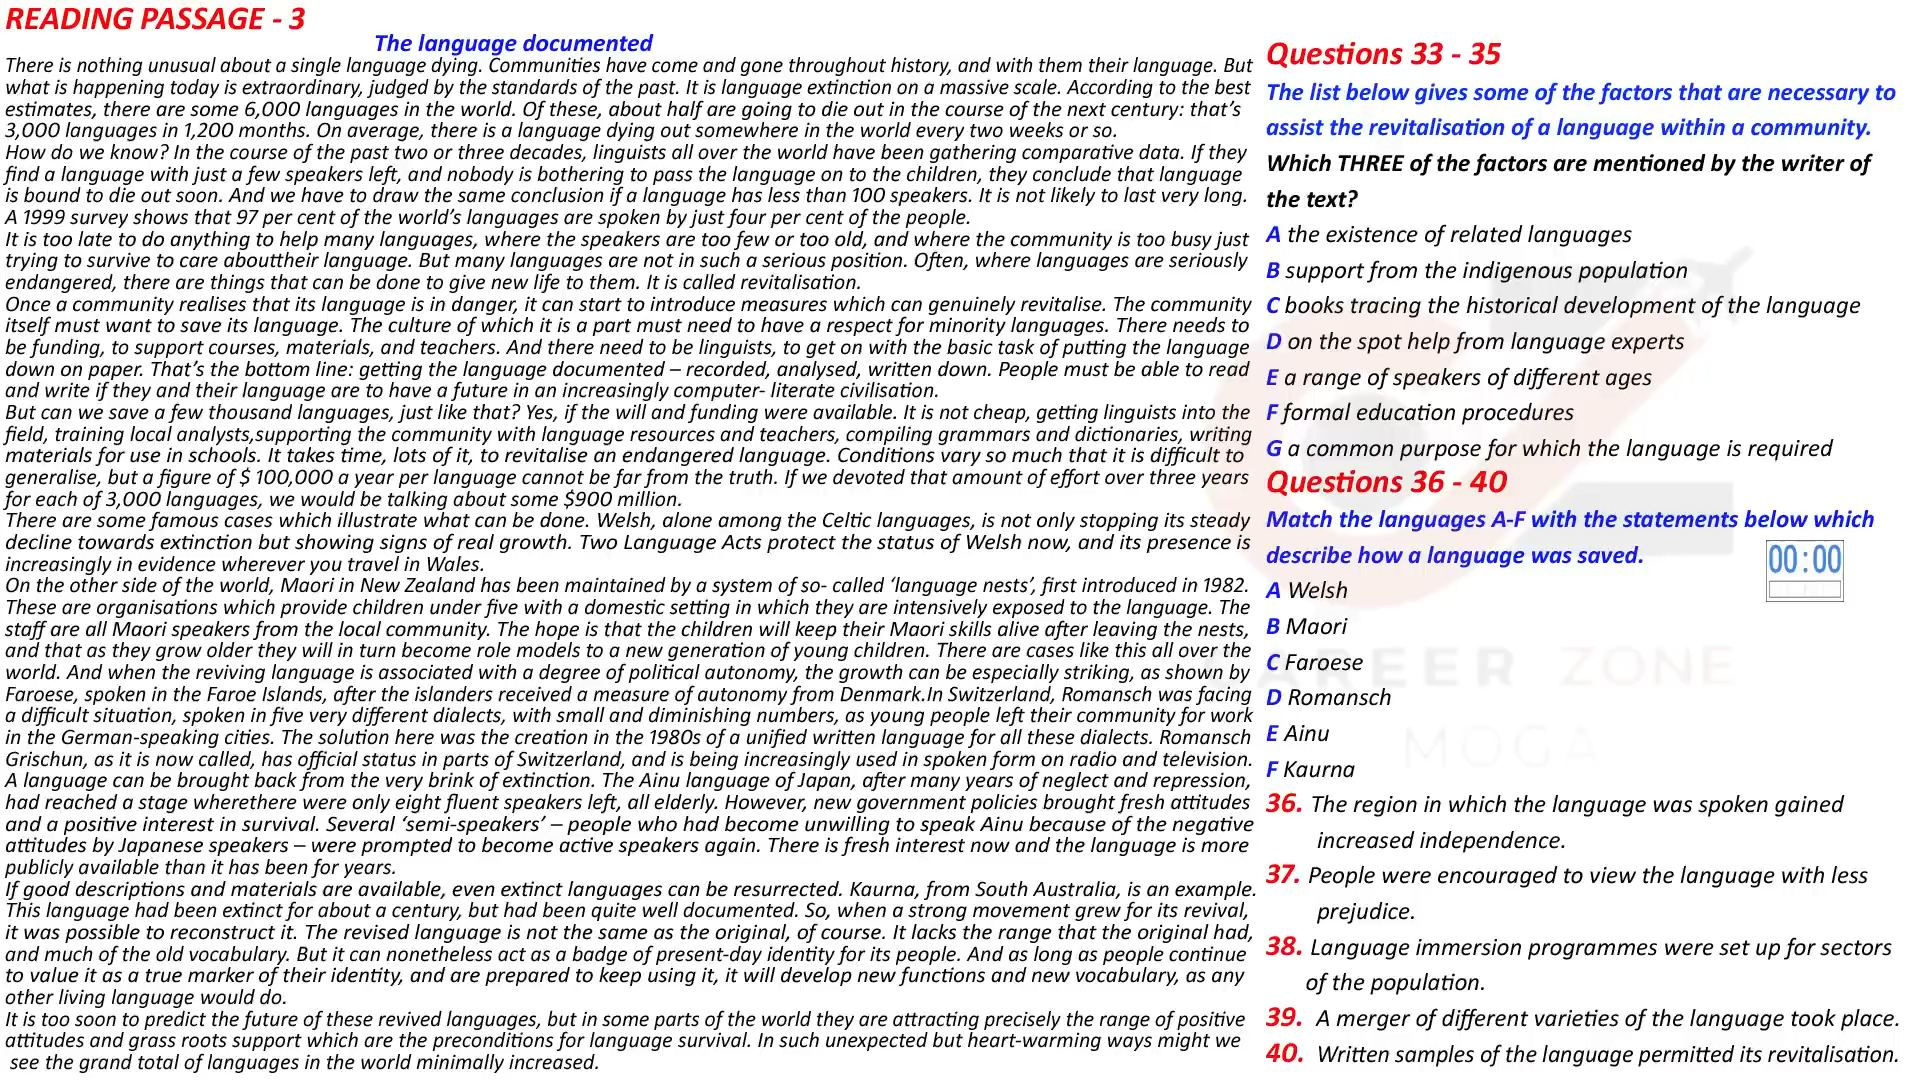 READING PASSAGE - 3
The language documented
There is nothing unusual about a single language dying. Communities have come and gone throughout history, and with them their language. But
what is happening today is extraordinary, judged by the standards of the past. It is language extinction on a massive scale. According to the best
estimates, there are some 6,000 languages in the world. Of these, about half are going to die out in the course of the next century: that's
3,000 languages in 1,200 months. On average, there is a language dying out somewhere in the world every two weeks or so.
How do we know? In the course of the past two or three decades, linguists all over the world have been gathering comparative data. If they
find a language with just a few speakers left, and nobody is bothering to pass the language on to the children, they conclude that language
is bound to die out soon. And we have to draw the same conclusion if a language has less than 100 speakers. It is not likely to last very long.
A 1999 survey shows that 97 per cent of the world's languages are spoken by just four per cent of the people.
It is too late to do anything to help many languages, where the speakers are too few or too old, and where the community is too busy just
trying to survive to care abouttheir language. But many languages are not in such a serious position. Often, where languages are seriously
endangered, there are things that can be done to give new life to them. It is called revitalisation.
Once a community realises that its language is in danger, it can start to introduce measures which can genuinely revitalise. The community
itself must want to save its language. The culture of which it is a part must need to have a respect for minority languages. There needs to
be funding, to support courses, materials, and teachers. And there need to be linguists, to get on with the basic task of putting the language
down on paper. That's the bottom line: getting the language documented – recorded, analysed, written down. People must be able to read
and write if they and their language are to have a future in an increasingly computer- literate civilisation.
But can we save a few thousand languages, just like that? Yes, if the will and funding were available. It is not cheap, getting linguists into the
field, training local analysts,supporting the community with language resources and teachers, compiling grammars and dictionaries, writing
materials for use in schools. It takes time, lots of it, to revitalise an endangered language. Conditions vary so much that it is difficult to
generalise, but a figure of $ 100,000 a year per language cannot be far from the truth. If we devoted that amount of effort over three years
for each of 3,000 languages, we would be talking about some $900 million.
There are some famous cases which illustrate what can be done. Welsh, alone among the Celtic languages, is not only stopping its steady
decline towards extinction but showing signs of real growth. Two Language Acts protect the status of Welsh now, and its presence is
increasingly in evidence wherever you travel in Wales.
On the other side of the world, Maori in New Zealand has been maintained by a system of so- called 'language nests', first introduced in 1982.
These are organisations which provide children under five with a domestic setting in which they are intensively exposed to the language. The
staff are all Maori speakers from the local community. The hope is that the children will keep their Maori skills alive after leaving the nests,
and that as they grow older they will in turn become role models to a new generation of young children. There are cases like this all over the
world. And when the reviving language is associated with a degree of political autonomy, the growth can be especially striking, as shown by
Faroese, spoken in the Faroe Islands, after the islanders received a measure of autonomy from Denmark.In Switzerland, Romansch was facing
a difficult situation, spoken in five very different dialects, with small and diminishing numbers, as young people left their community for work
in the German-speaking cities. The solution here was the creation in the 1980s of a unified written language for all these dialects. Romansch
Grischun, as it is now called, has official status in parts of Switzerland, and is being increasingly used in spoken form on radio and television.
A language can be brought back from the very brink of extinction. The Ainu language of Japan, after many years of neglect and repression,
had reached a stage wherethere were only eight fluent speakers left, all elderly. However, new government policies brought fresh attitudes
and a positive interest in survival. Several 'semi-speakers' – people who had become unwilling to speak Ainu because of the negative
attitudes by Japanese speakers – were prompted to become active speakers again. There is fresh interest now and the language is more
publicly available than it has been for years.
If good descriptions and materials are available, even extinct languages can be resurrected. Kaurna, from South Australia, is an example.
This language had been extinct for about a century, but had been quite well documented. So, when a strong movement grew for its revival,
it was possible to reconstruct it. The revised language is not the same as the original, of course. It lacks the range that the original had,
and much of the old vocabulary. But it can nonetheless act as a badge of present-day identity for its people. And as long as people continue
to value it as a true marker of their identity, and are prepared to keep using it, it will develop new functions and new vocabulary, as any
other living language would do.
It is too soon to predict the future of these revived languages, but in some parts of the world they are attracting precisely the range of positive
attitudes and grass roots support which are the preconditions for language survival. In such unexpected but heart-warming ways might we
see the grand total of languages in the world minimally increased.
Questions 33 - 35
The list below gives some of the factors that are necessary to
assist the revitalisation of a language within a community.
Which THREE of the factors are mentioned by the writer of
the text?
A the existence of related languages
B support from the indigenous population
C books tracing the historical development of the language
D on the spot help from language experts
E a range of speakers of different ages
F formal education procedures
G a common purpose for which the language is required
Questions 36 - 40
Match the languages A-F with the statements below which
describe how a language was saved.
00:00
A Welsh
B Maori
C Faroese
D Romansch
E Ainu
F Kaurna
36. The region in which the language was spoken gained
increased independence.
37. People were encouraged to view the language with less
prejudice.
38. Language immersion programmes were set up for sectors
of the population.
39. A merger of different varieties of the language took place.
40. Written samples of the language permitted its revitalisation.
CAREER ZONE
MOGA